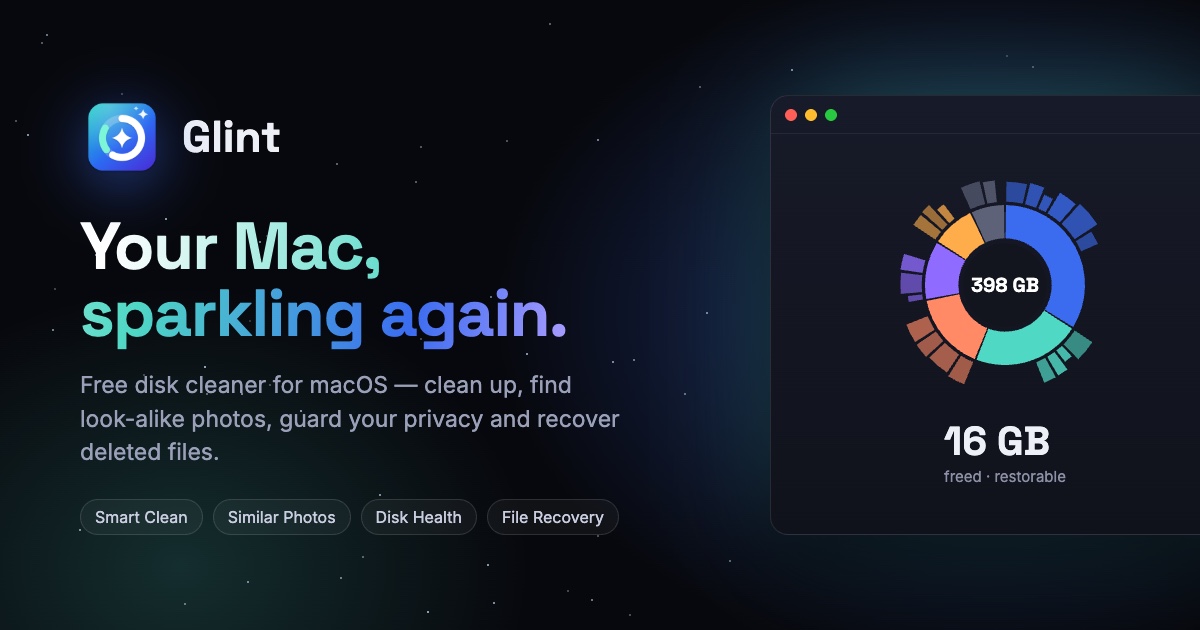 Glint
Your Mac,
sparkling again.
Free disk cleaner for macOS — clean up, find
look-alike photos, guard your privacy and recover
deleted files.
Smart Clean
Similar Photos
Disk Health
File Recovery
398 GB
16 GB
freed · restorable